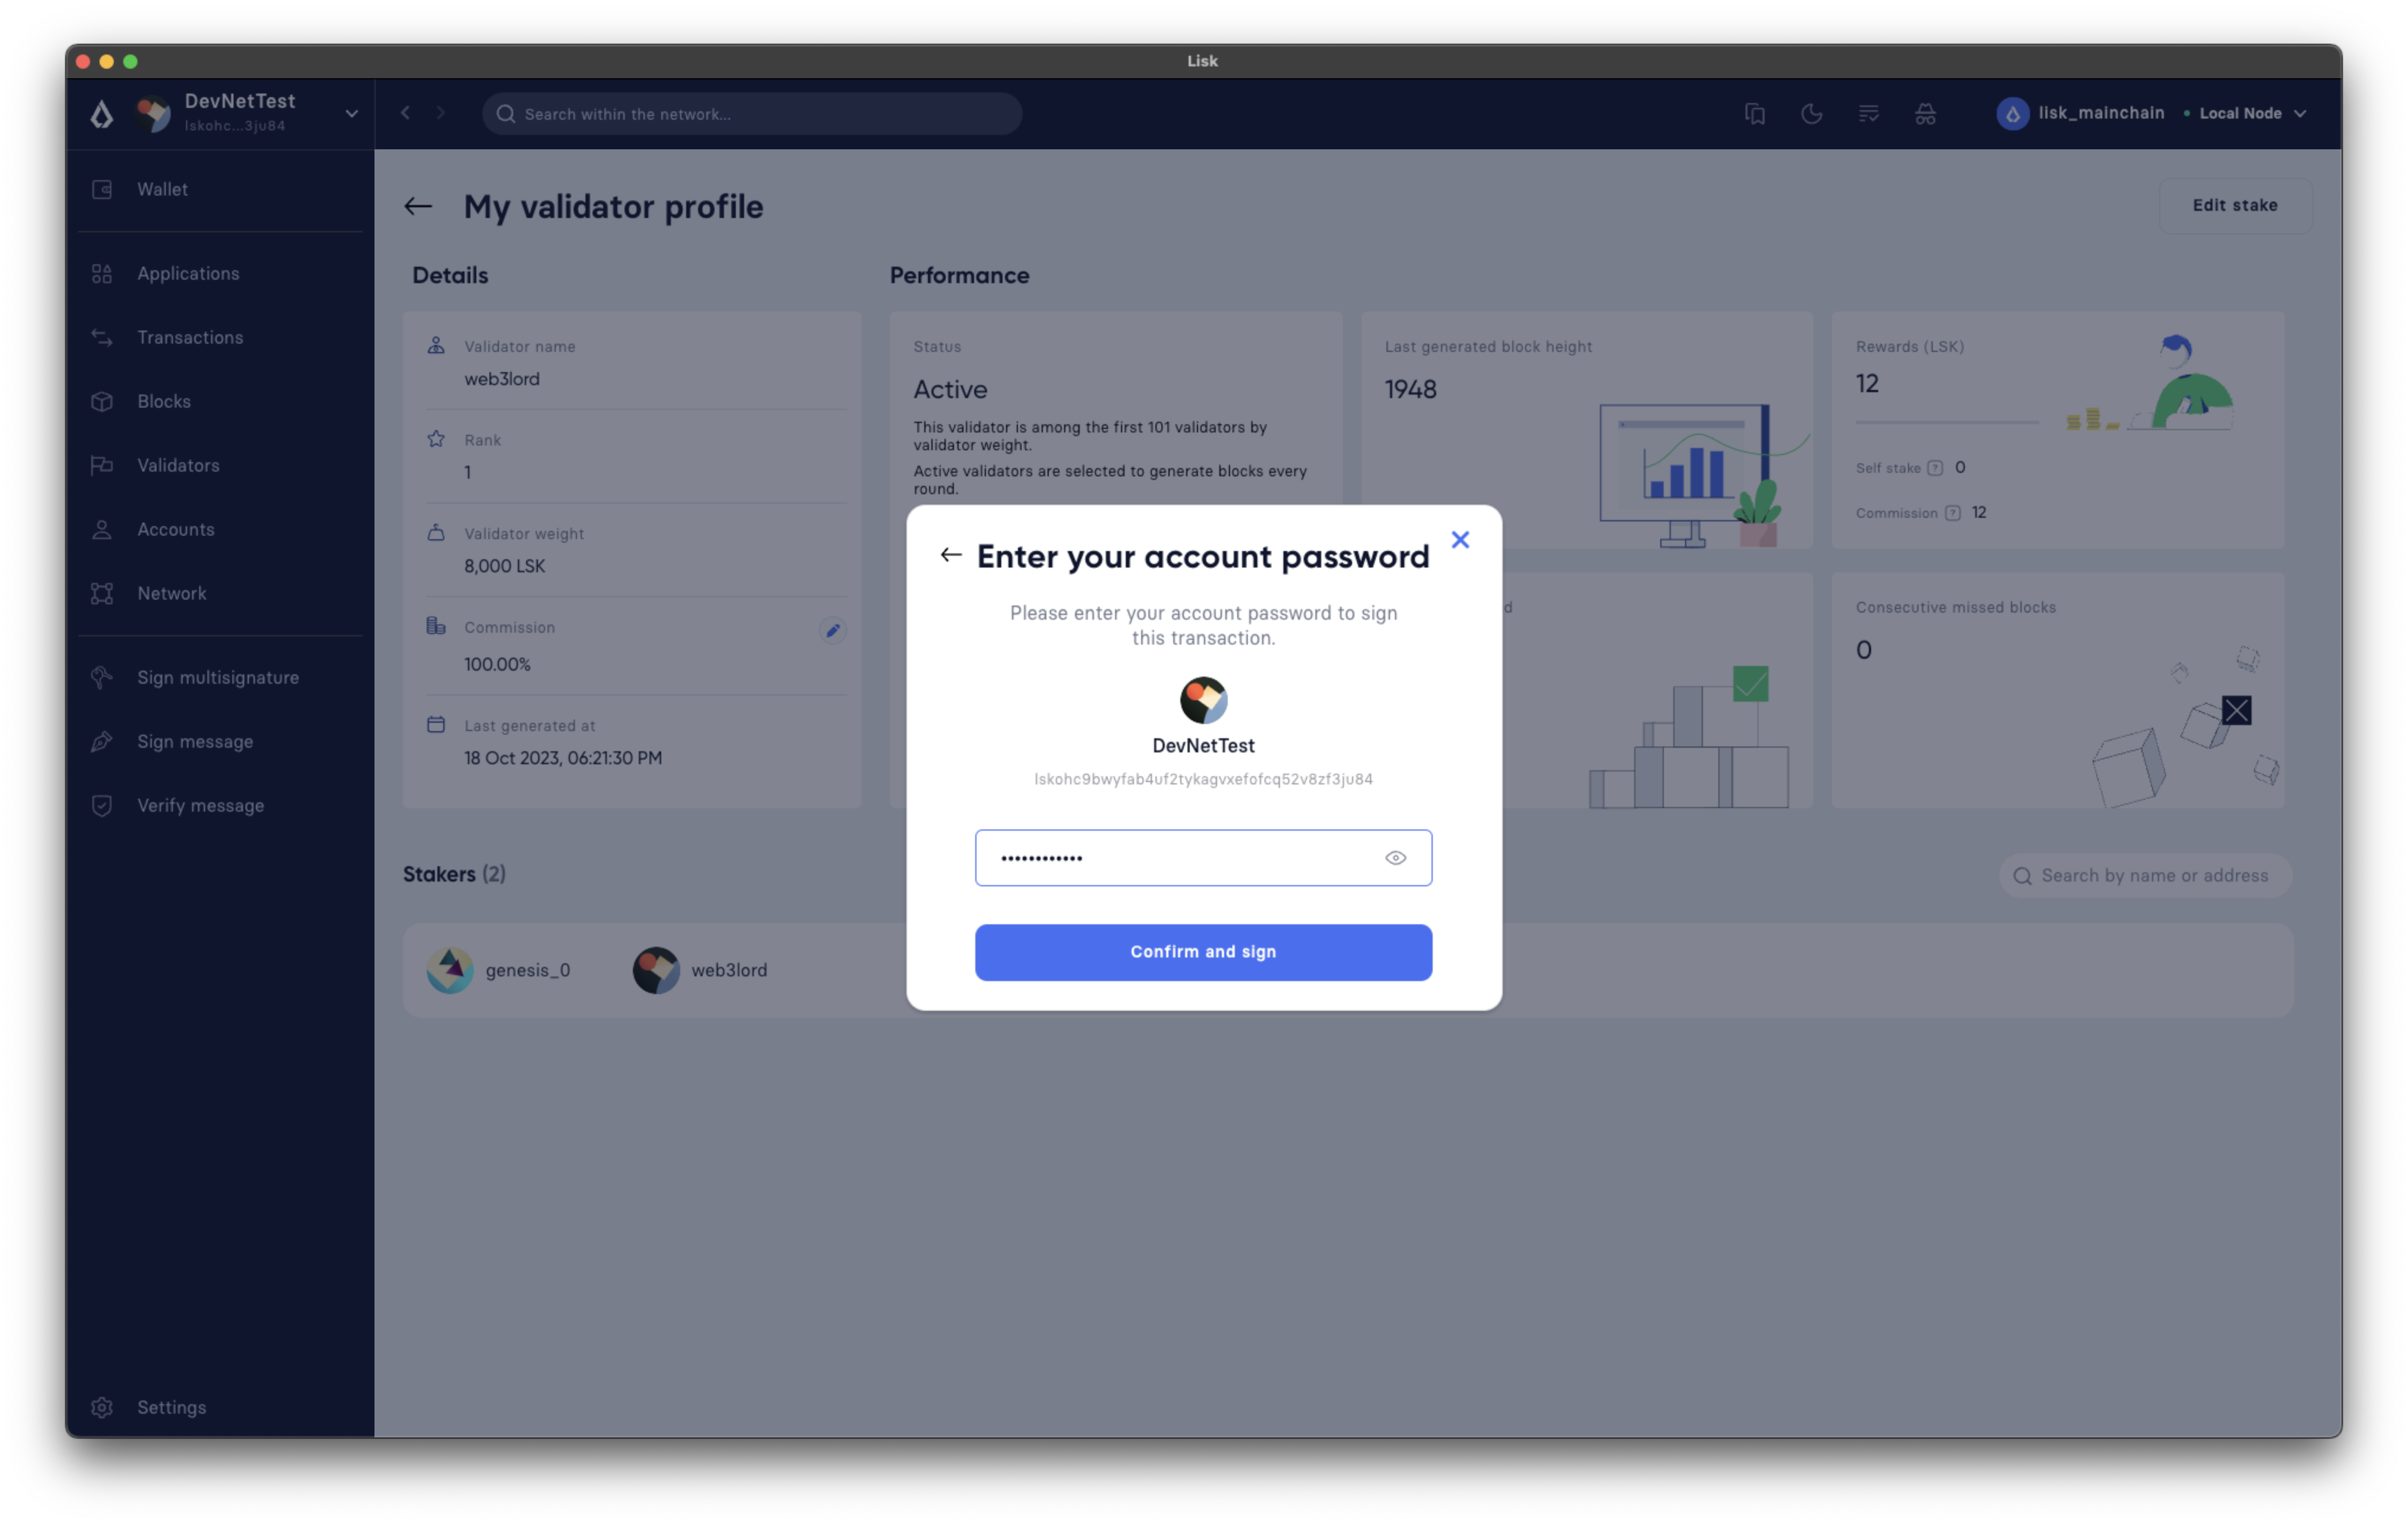 Lisk
DevNetTest
lskohc...3ju84
Search within the network...
lisk_mainchain
Local Node
Wallet
Applications
Transactions
Blocks
Validators
Accounts
Network
Sign multisignature
Sign message
Verify message
Settings
My validator profile
Edit stake
Details
Validator name
web3lord
Rank
1
Validator weight
8,000 LSK
Commission
100.00%
Last generated at
18 Oct 2023, 06:21:30 PM
Performance
Status
Active
This validator is among the first 101 validators by
validator weight.
Active validators are selected to generate blocks every
round.
Last generated block height
1948
Rewards (LSK)
12
Self stake ? 0
Commission ? 12
d
Consecutive missed blocks
0
Enter your account password
Please enter your account password to sign
this transaction.
DevNetTest
lskohc9bwyfab4uf2tykagvxefofcq52v8zf3ju84
••••••••••••
Confirm and sign
Stakers (2)
Search by name or address
genesis_0
web3lord